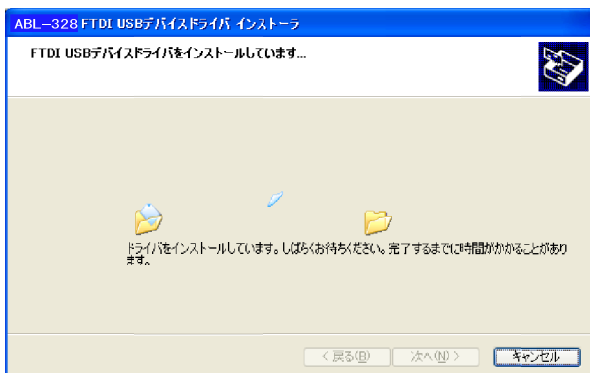 ABL-328 FTDI USBデバイスドライバ インストーラ
FTDI USBデバイスドライバをインストールしています...
ドライバをインストールしています。しばらくお待ちください。完了するまでに時間がかかることがあり
ます。
< 戻る(B) 次へ(N) > キャンセル